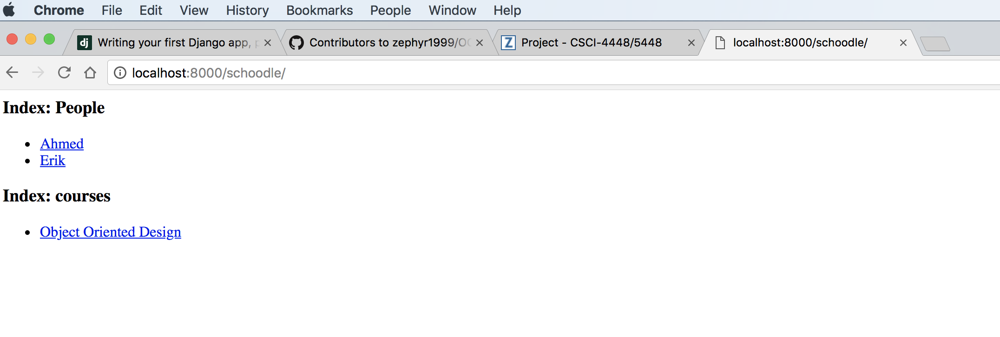 Chrome File Edit View History Bookmarks People Window Help
dj Writing your first Django app, Contributors to zephyr1999/ Z Project - CSCI-4448/5448 localhost:8000/schoodle/
localhost:8000/schoodle/
Index: People
Ahmed
Erik
Index: courses
Object Oriented Design